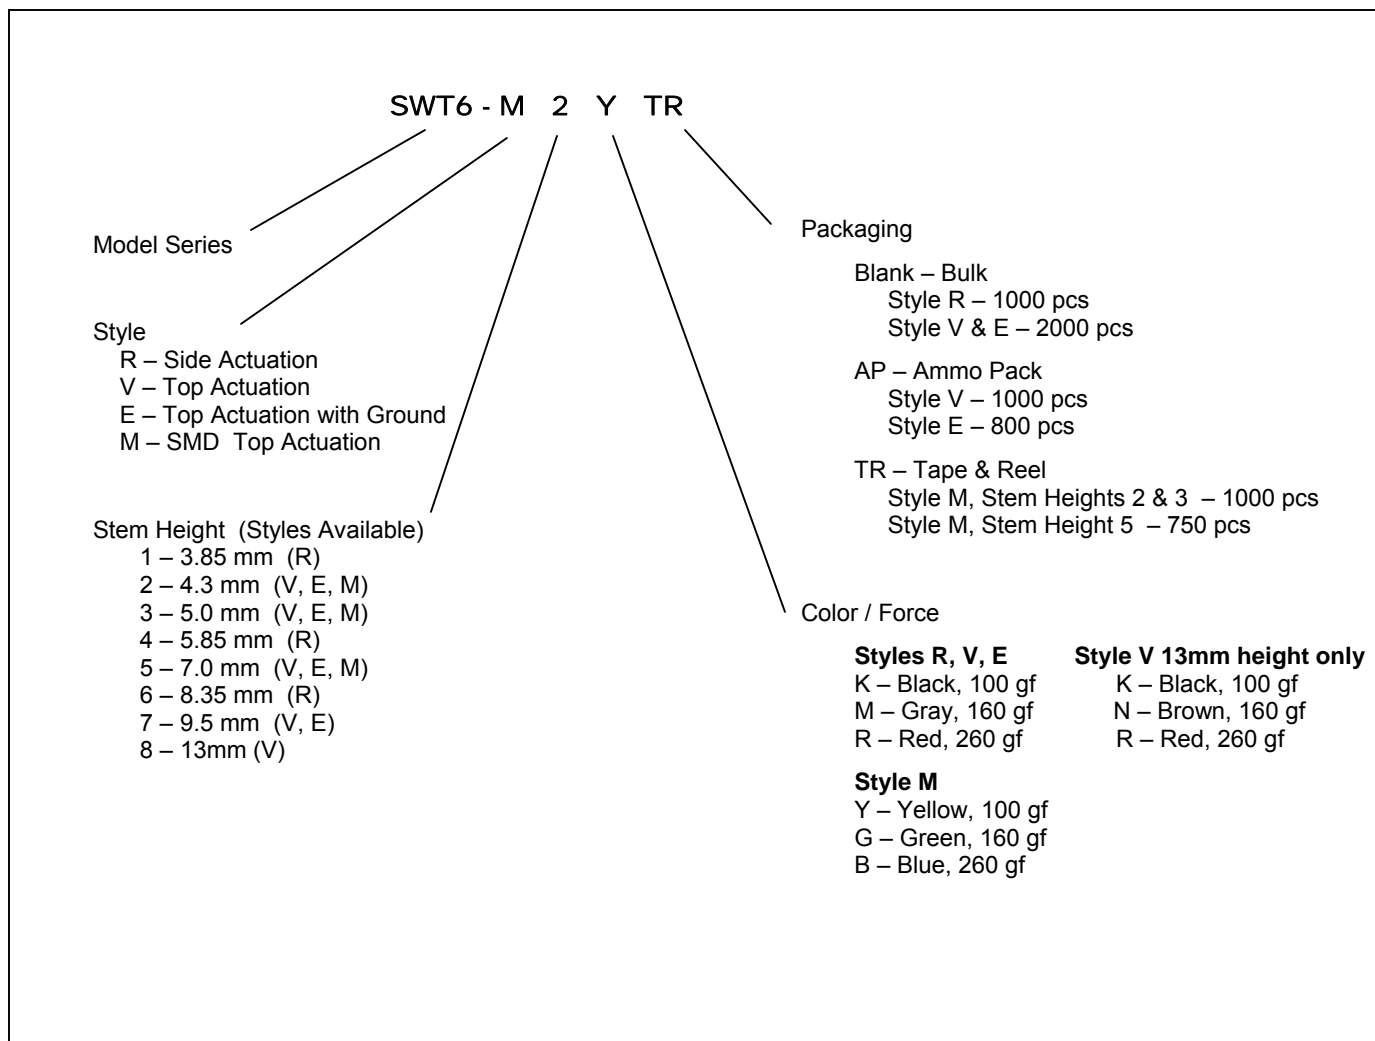 SWT6 - M 2 Y TR
Model Series
Style
R – Side Actuation
V – Top Actuation
E – Top Actuation with Ground
M – SMD Top Actuation
Stem Height (Styles Available)
1 – 3.85 mm (R)
2 – 4.3 mm (V, E, M)
3 – 5.0 mm (V, E, M)
4 – 5.85 mm (R)
5 – 7.0 mm (V, E, M)
6 – 8.35 mm (R)
7 – 9.5 mm (V, E)
8 – 13mm (V)
Packaging
Blank – Bulk
Style R – 1000 pcs
Style V & E – 2000 pcs
AP – Ammo Pack
Style V – 1000 pcs
Style E – 800 pcs
TR – Tape & Reel
Style M, Stem Heights 2 & 3 – 1000 pcs
Style M, Stem Height 5 – 750 pcs
Color / Force
Styles R, V, E
K – Black, 100 gf
M – Gray, 160 gf
R – Red, 260 gf
Style V 13mm height only
K – Black, 100 gf
N – Brown, 160 gf
R – Red, 260 gf
Style M
Y – Yellow, 100 gf
G – Green, 160 gf
B – Blue, 260 gf